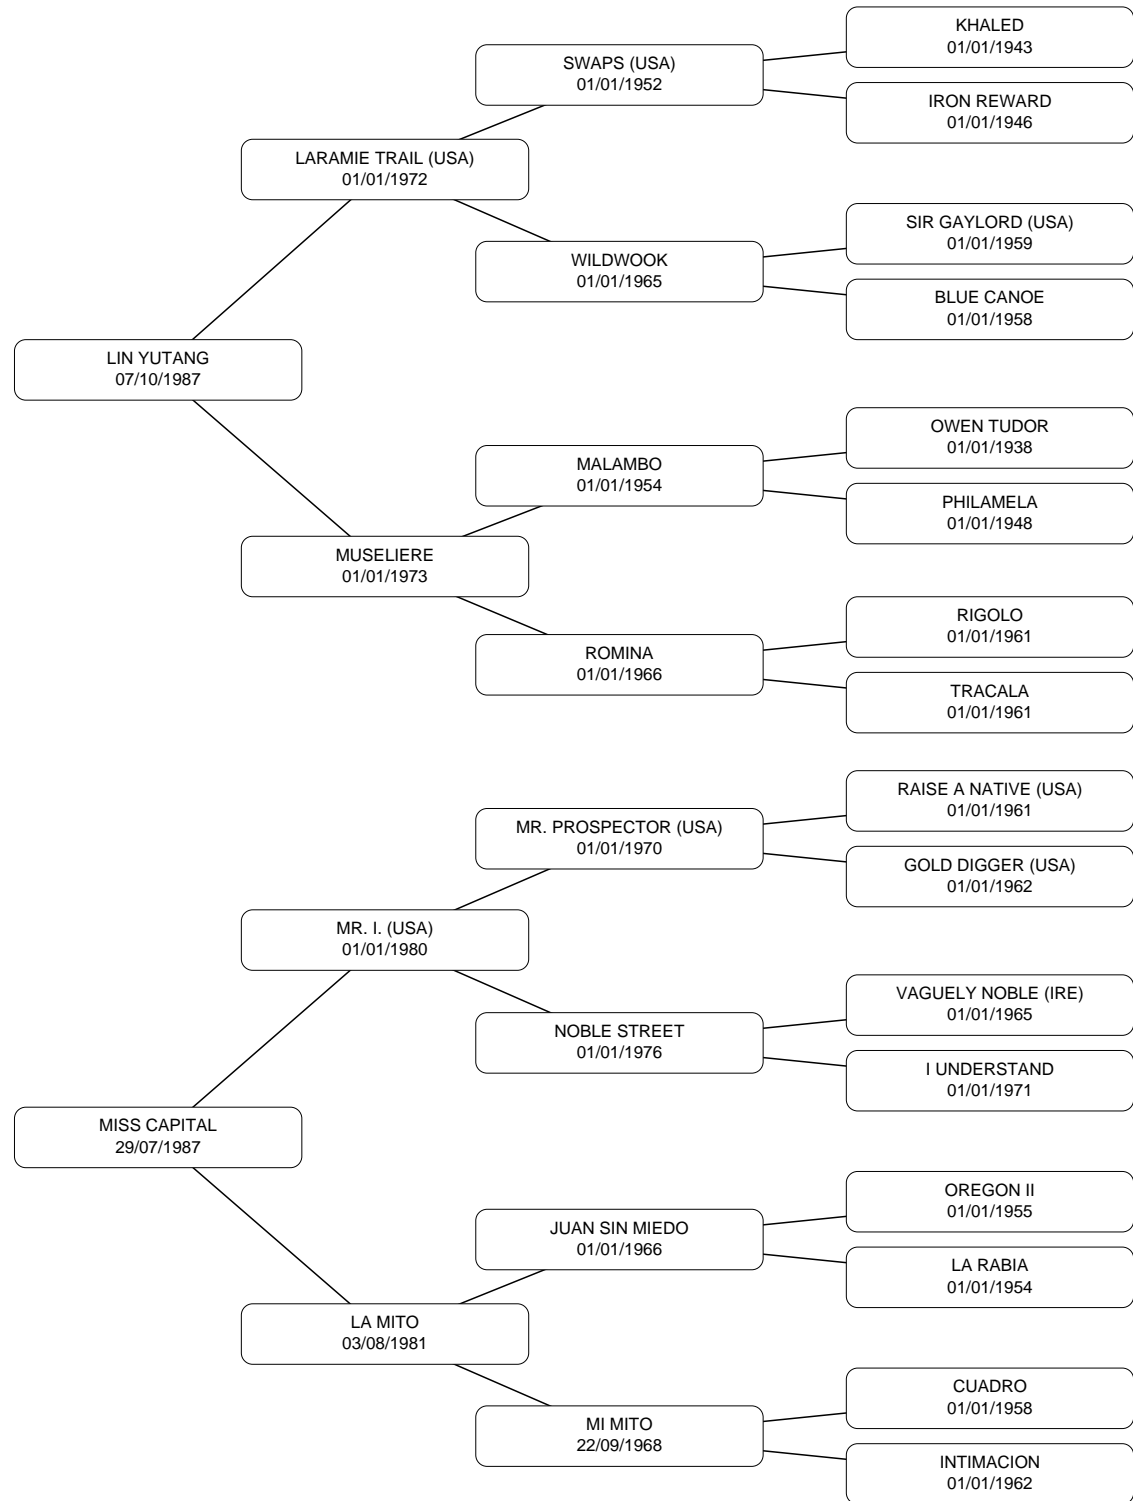 KHALED
01/01/1943
SWAPS (USA)
01/01/1952
IRON REWARD
01/01/1946
LARAMIE TRAIL (USA)
01/01/1972
SIR GAYLORD (USA)
01/01/1959
WILDWOOK
01/01/1965
BLUE CANOE
01/01/1958
LIN YUTANG
07/10/1987
OWEN TUDOR
01/01/1938
MALAMBO
01/01/1954
PHILAMELA
01/01/1948
MUSELIERE
01/01/1973
RIGOLO
01/01/1961
ROMINA
01/01/1966
TRACALA
01/01/1961
RAISE A NATIVE (USA)
01/01/1961
MR. PROSPECTOR (USA)
01/01/1970
GOLD DIGGER (USA)
01/01/1962
MR. I. (USA)
01/01/1980
VAGUELY NOBLE (IRE)
01/01/1965
NOBLE STREET
01/01/1976
I UNDERSTAND
01/01/1971
MISS CAPITAL
29/07/1987
OREGON II
01/01/1955
JUAN SIN MIEDO
01/01/1966
LA RABIA
01/01/1954
LA MITO
03/08/1981
CUADRO
01/01/1958
MI MITO
22/09/1968
INTIMACION
01/01/1962